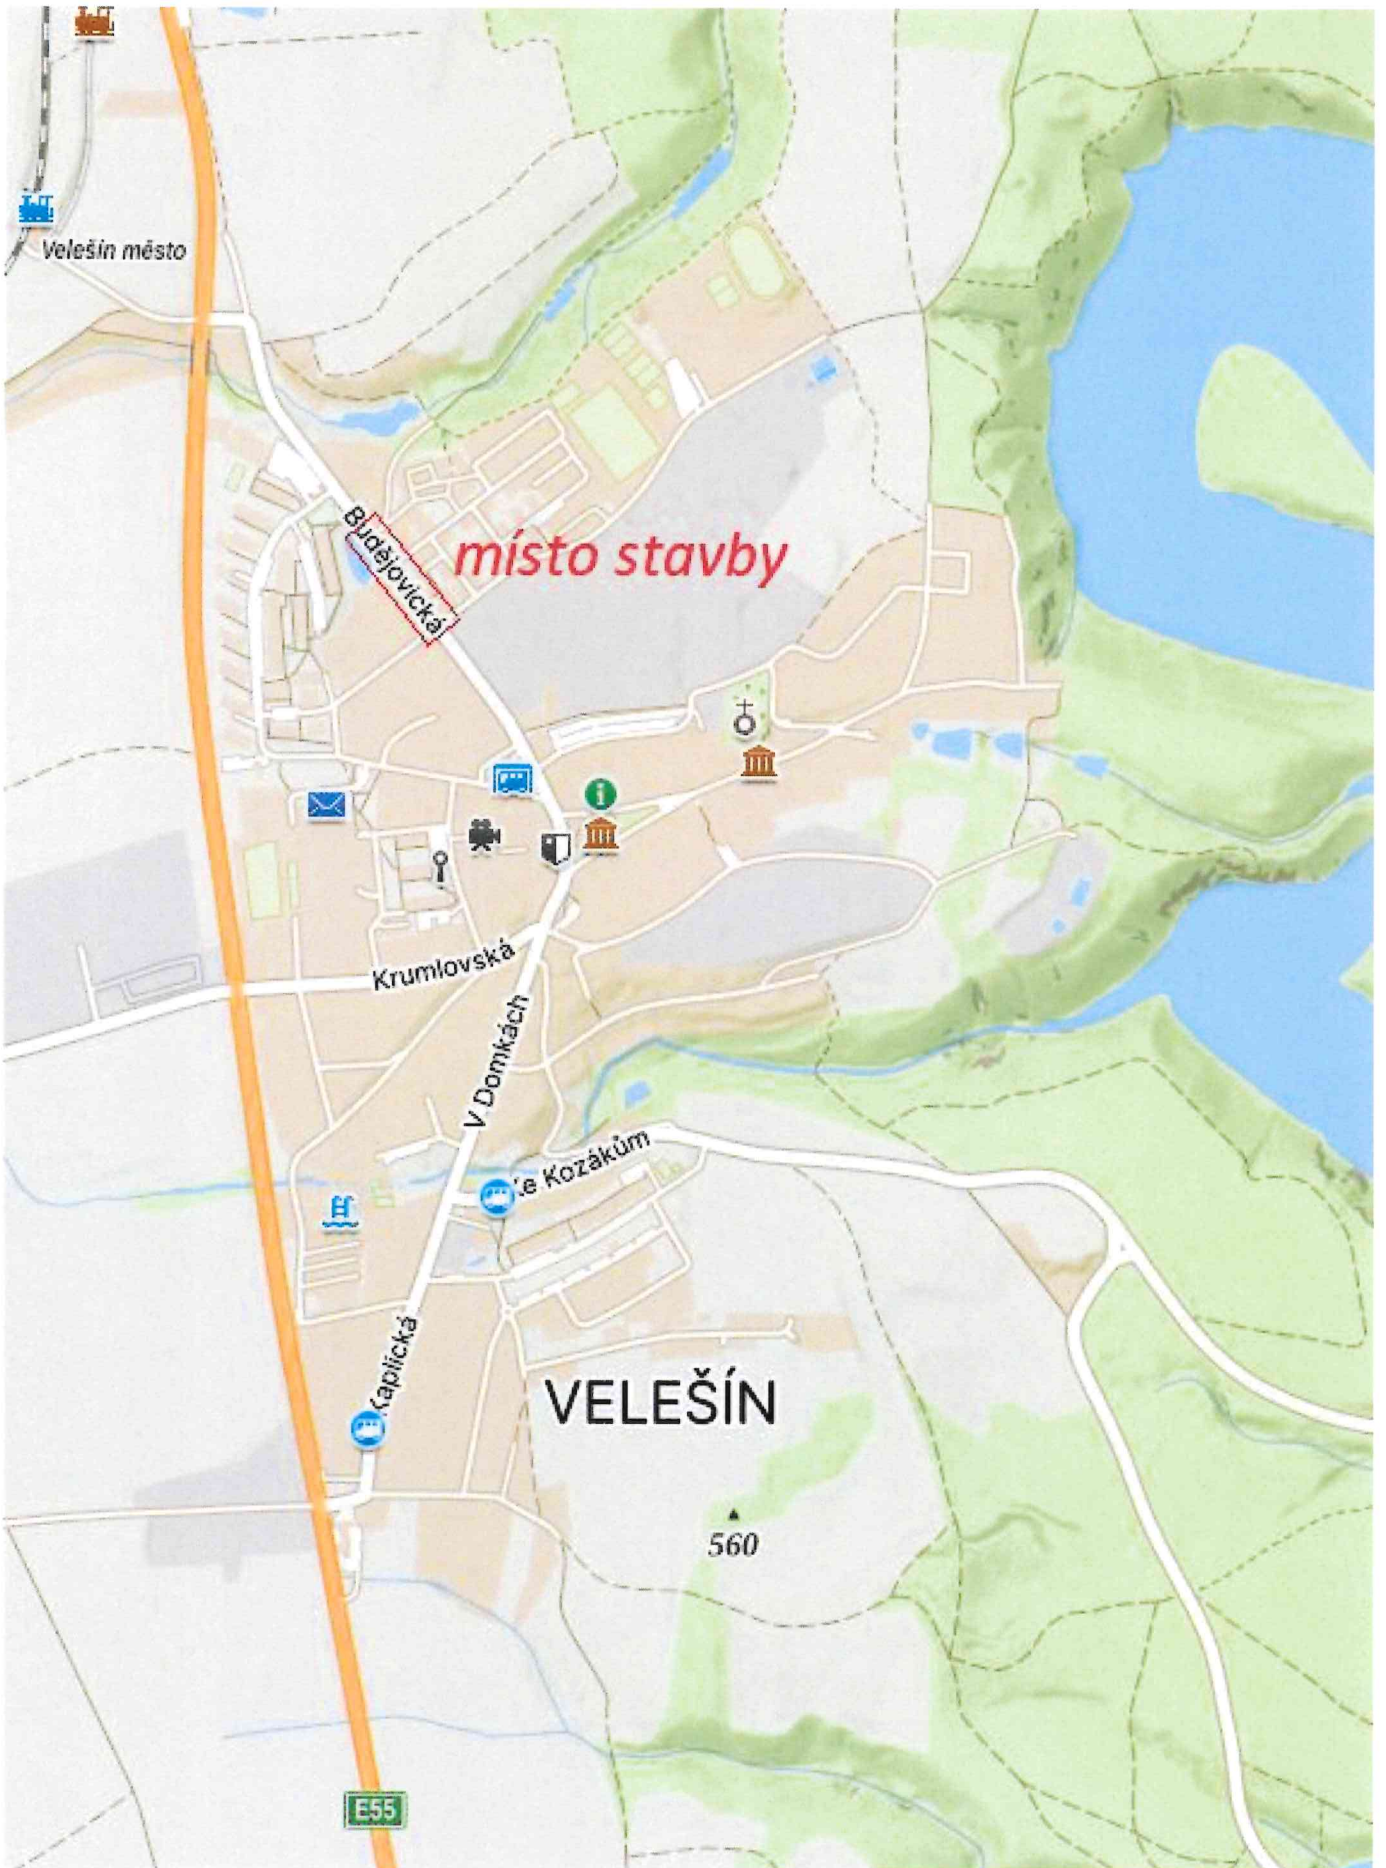 Velešín město
Budějovická
místo stavby
i
Krumlovská
V Domkách
Ke Kozákům
Kaplická
VELEŠÍN
560
E55